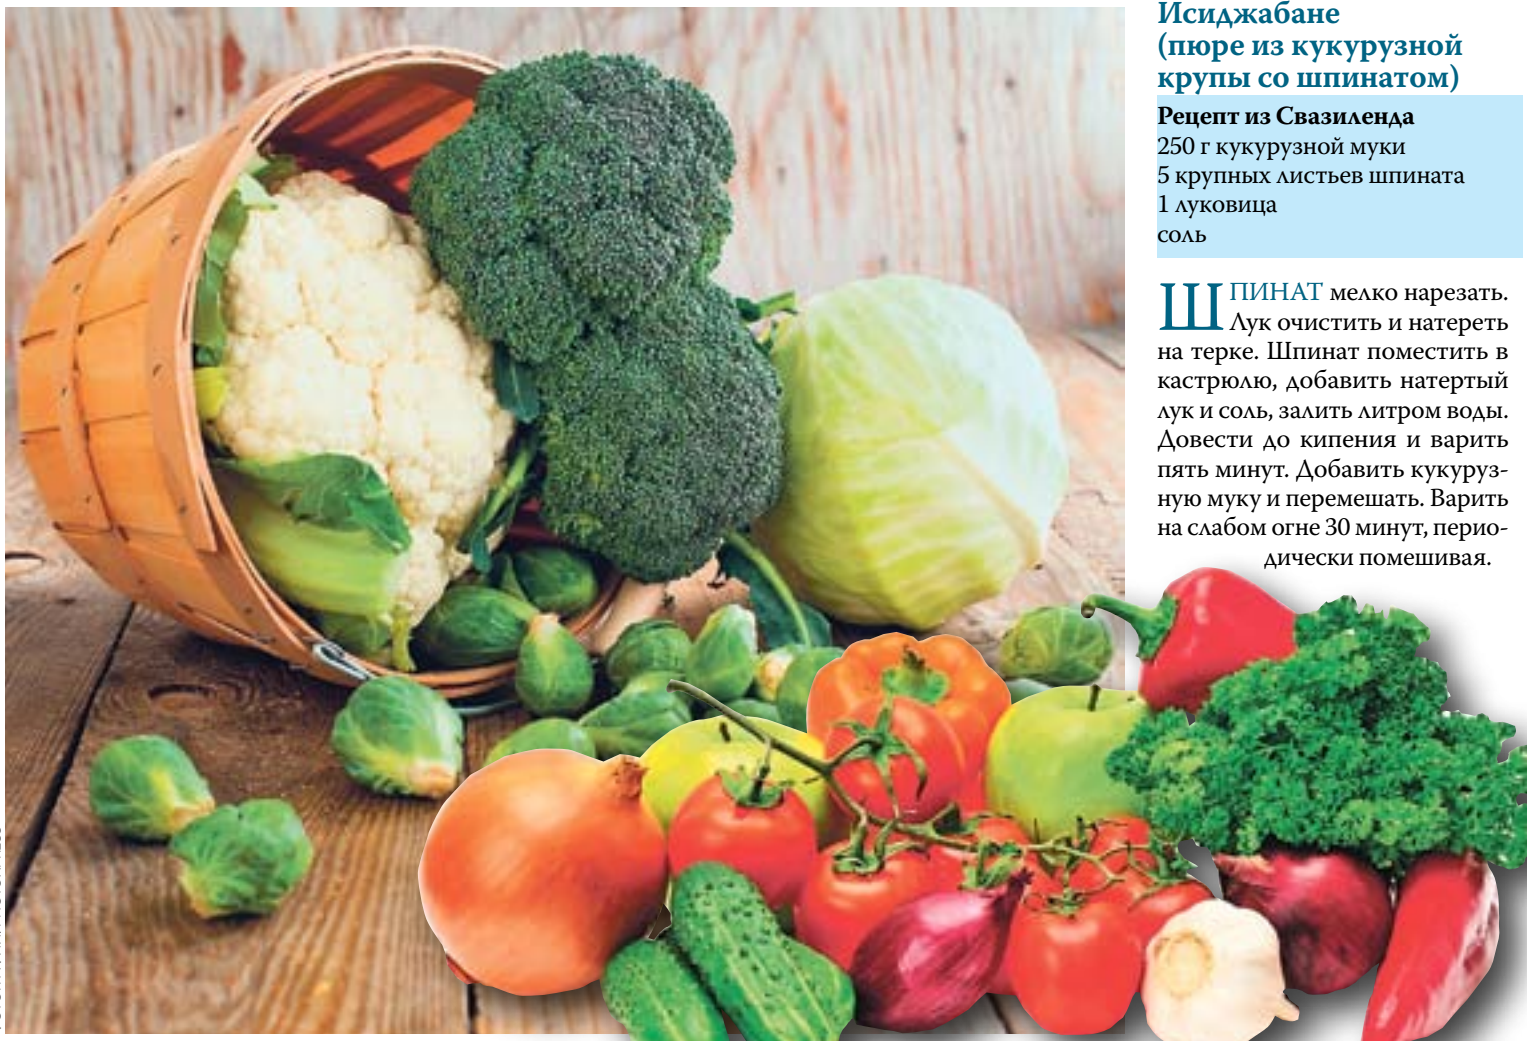 Исиджабане
(пюре из кукурузной
крупы со шпинатом)
Рецепт из Свазиленда
250 г кукурузной муки
5 крупных листьев шпината
1 луковица
соль
ШПИНАТ мелко нарезать.
Лук очистить и натереть
на терке. Шпинат поместить в
кастрюлю, добавить натертый
лук и соль, залить литром воды.
Довести до кипения и варить
пять минут. Добавить кукуруз-
ную муку и перемешать. Варить
на слабом огне 30 минут, перио-
дически помешивая.